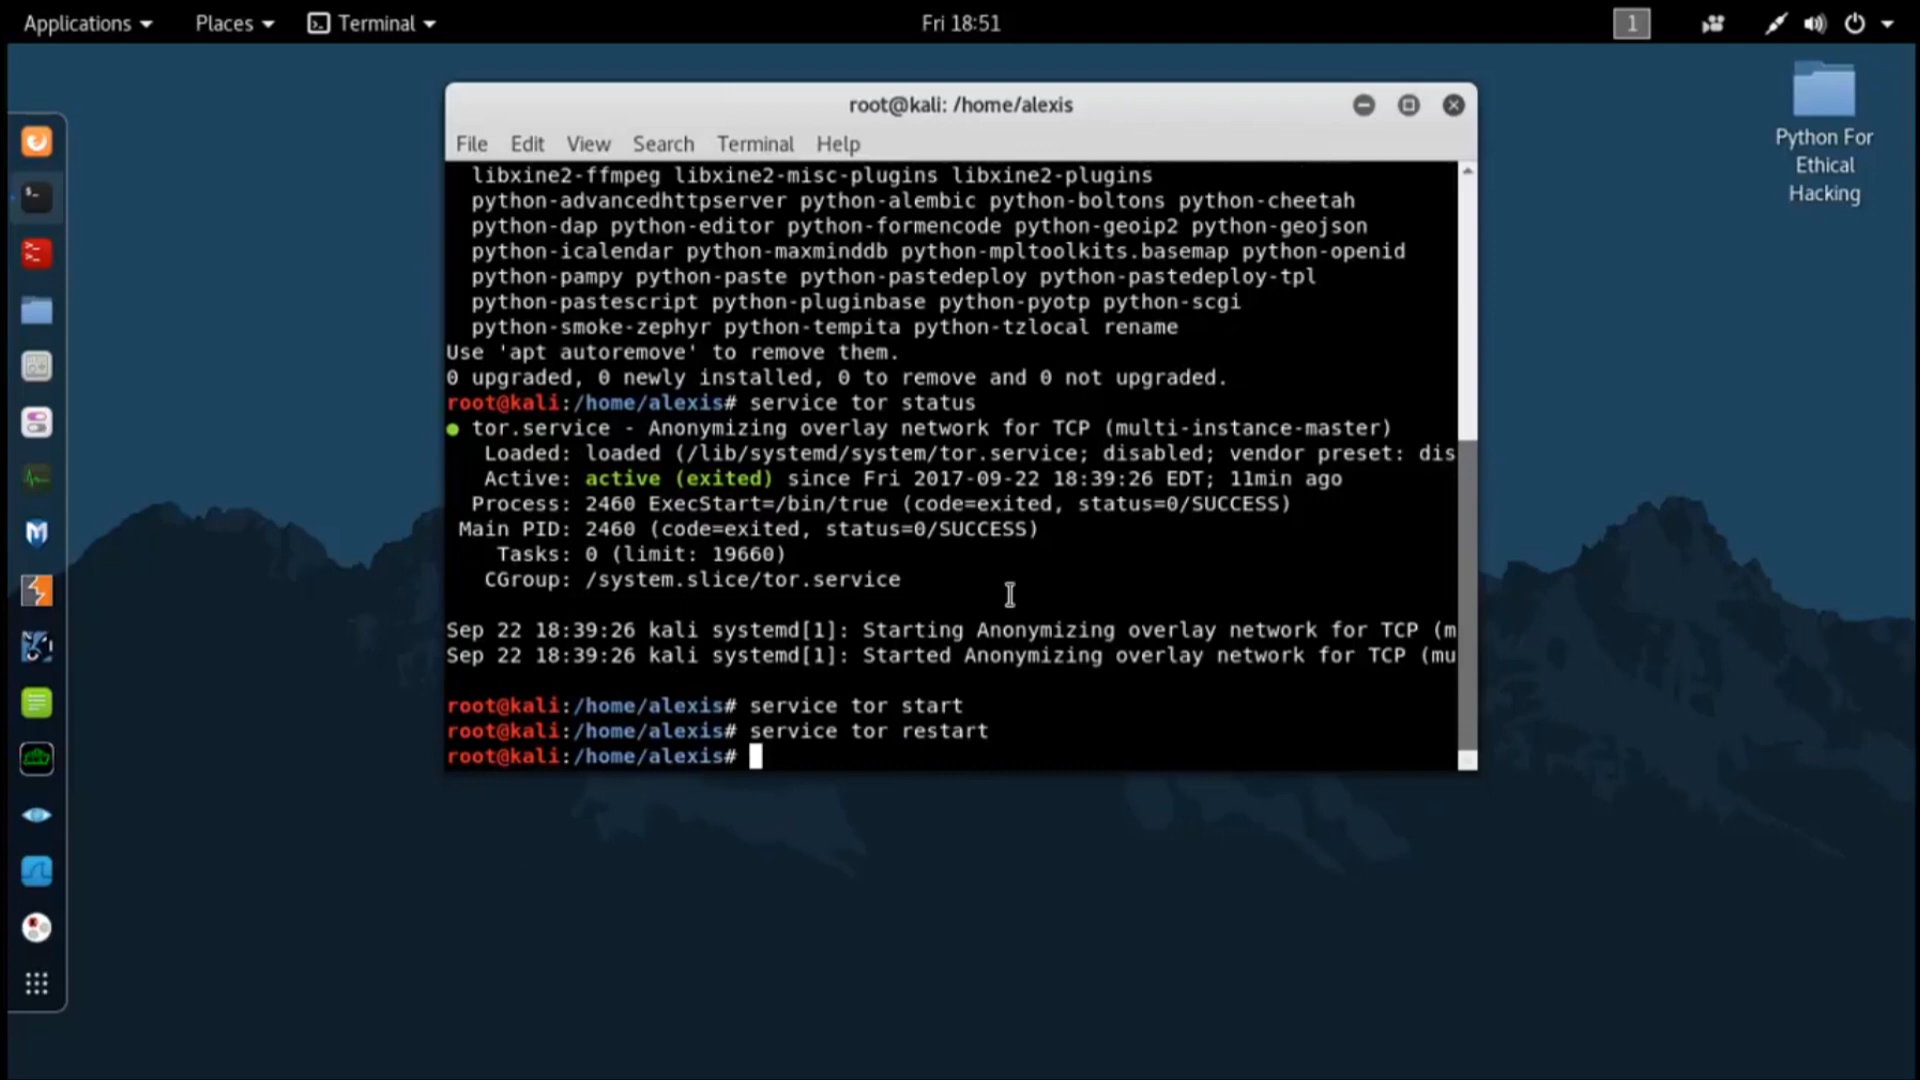 Applications Places Terminal Fri 18:51 1
root@kali: /home/alexis
File Edit View Search Terminal Help
libxine2-ffmpeg libxine2-misc-plugins libxine2-plugins
python-advancedhttpserver python-alembic python-boltons python-cheetah
python-dap python-editor python-formencode python-geoip2 python-geojson
python-icalendar python-maxminddb python-mpltoolkits.basemap python-openid
python-pampy python-paste python-pastedeploy python-pastedeploy-tpl
python-pastescript python-pluginbase python-pyotp python-scgi
python-smoke-zephyr python-tempita python-tzlocal rename
Use 'apt autoremove' to remove them.
0 upgraded, 0 newly installed, 0 to remove and 0 not upgraded.
root@kali:/home/alexis# service tor status
● tor.service - Anonymizing overlay network for TCP (multi-instance-master)
Loaded: loaded (/lib/systemd/system/tor.service; disabled; vendor preset: dis
Active: active (exited) since Fri 2017-09-22 18:39:26 EDT; 11min ago
Process: 2460 ExecStart=/bin/true (code=exited, status=0/SUCCESS)
Main PID: 2460 (code=exited, status=0/SUCCESS)
Tasks: 0 (limit: 19660)
CGroup: /system.slice/tor.service
Sep 22 18:39:26 kali systemd[1]: Starting Anonymizing overlay network for TCP (m
Sep 22 18:39:26 kali systemd[1]: Started Anonymizing overlay network for TCP (mu
root@kali:/home/alexis# service tor start
root@kali:/home/alexis# service tor restart
root@kali:/home/alexis#
Python For
Ethical
Hacking